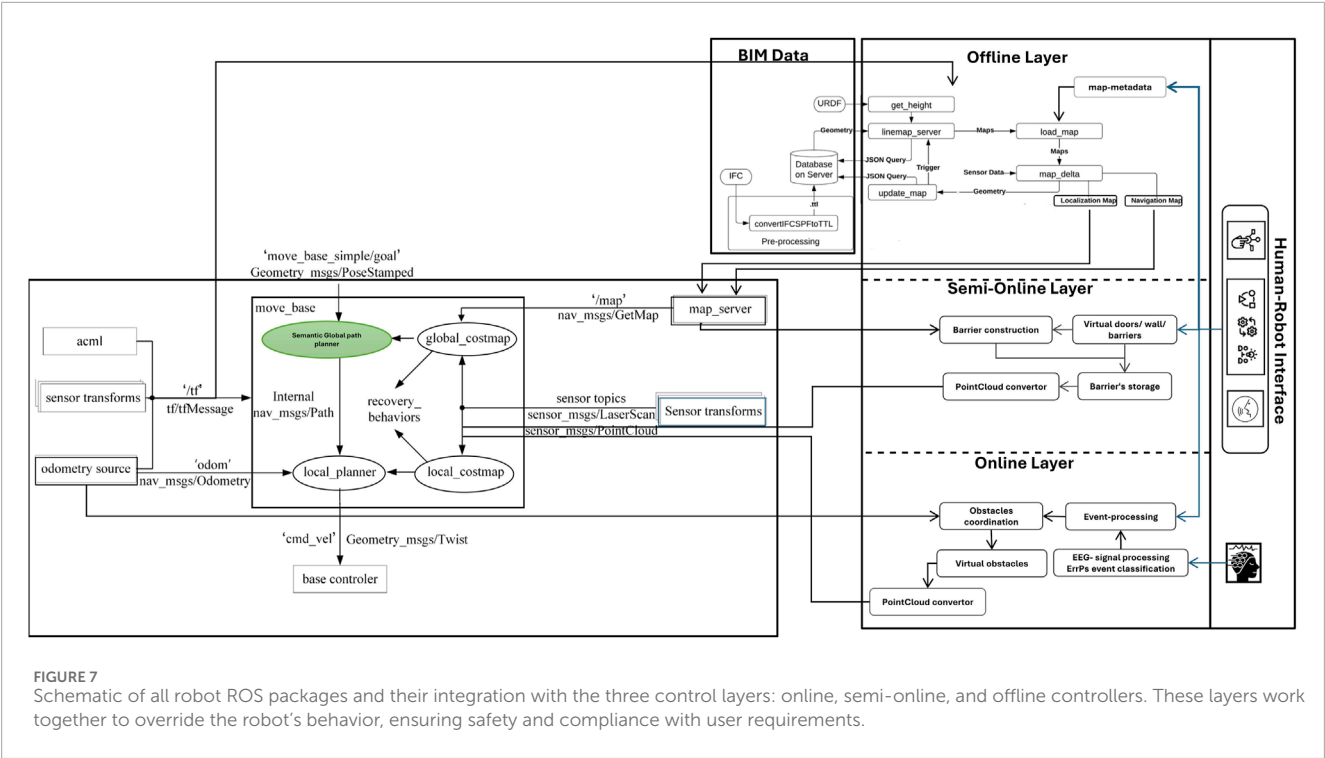 BIM Data
Offline Layer
map-metadata
URDF
get_height
Geometry
linemap_server
Maps
load_map
Maps
Database
on Server
JSON Query
Trigger
JSON Query
Sensor Data
map_delta
IFC
update_map
Geometry
Localization Map
Navigation Map
.ttl
convertIFCSPFtoTTL
Pre-processing
Human-Robot Interface
‘move_base_simple/goal’
Geometry_msgs/PoseStamped
Semi-Online Layer
move_base
‘/map’
nav_msgs/GetMap
map_server
Semantic Global path
planner
global_costmap
Barrier construction
Virtual doors/ wall/
barriers
acml
‘/tf’
tf/tfMessage
sensor transforms
Internal
nav_msgs/Path
recovery_
behaviors
sensor topics
sensor_msgs/LaserScan
sensor_msgs/PointCloud
Sensor transforms
PointCloud convertor
Barrier's storage
Do
Do
Online Layer
odometry source
‘odom’
nav_msgs/Odometry
local_planner
local_costmap
Obstacles
coordination
Event-processing
‘cmd_vel’
Geometry_msgs/Twist
base controler
Virtual obstacles
EEG- signal processing
ErrPs event classification
PointCloud convertor
FIGURE 7
Schematic of all robot ROS packages and their integration with the three control layers: online, semi-online, and offline controllers. These layers work
together to override the robot’s behavior, ensuring safety and compliance with user requirements.